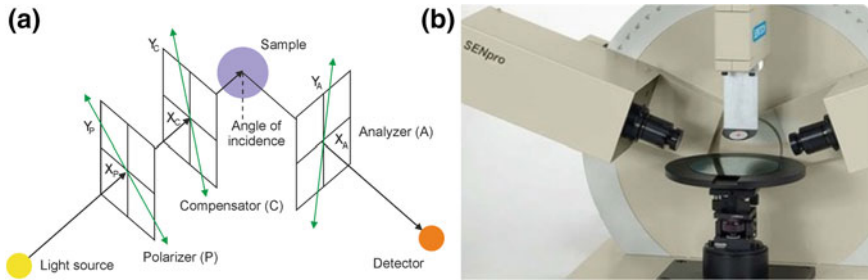 (a)
Y_C
Sample
Y_P
X_C
Y_A
Angle of
incidence
X_A
Analyzer (A)
X_P
Compensator (C)
Light source
Polarizer (P)
Detector
(b)
SENpro